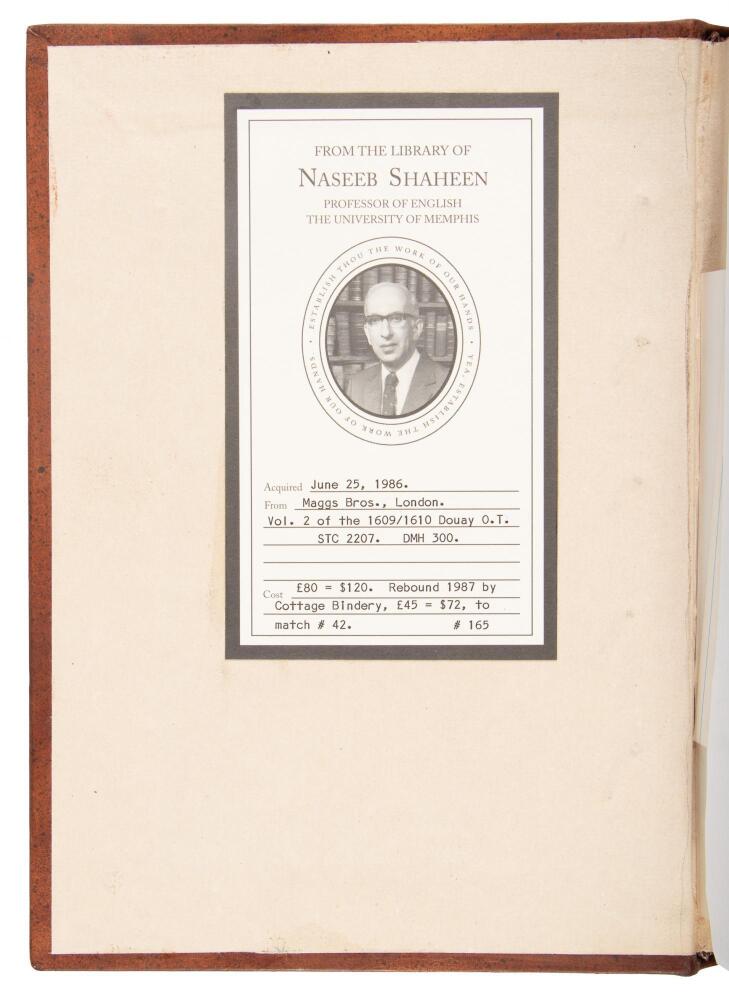 FROM THE LIBRARY OF
NASEEB SHAHEEN
PROFESSOR OF ENGLISH
THE UNIVERSITY OF MEMPHIS
ESTABLISH THOU THE WORK OF OUR HANDS · YEA, ESTABLISH THE WORK OF OUR HANDS ·
Acquired June 25, 1986.
From Maggs Bros., London.
Vol. 2 of the 1609/1610 Douay O.T.
STC 2207. DMH 300.
Cost £80 = $120. Rebound 1987 by
Cottage Bindery, £45 = $72, to
match # 42. # 165